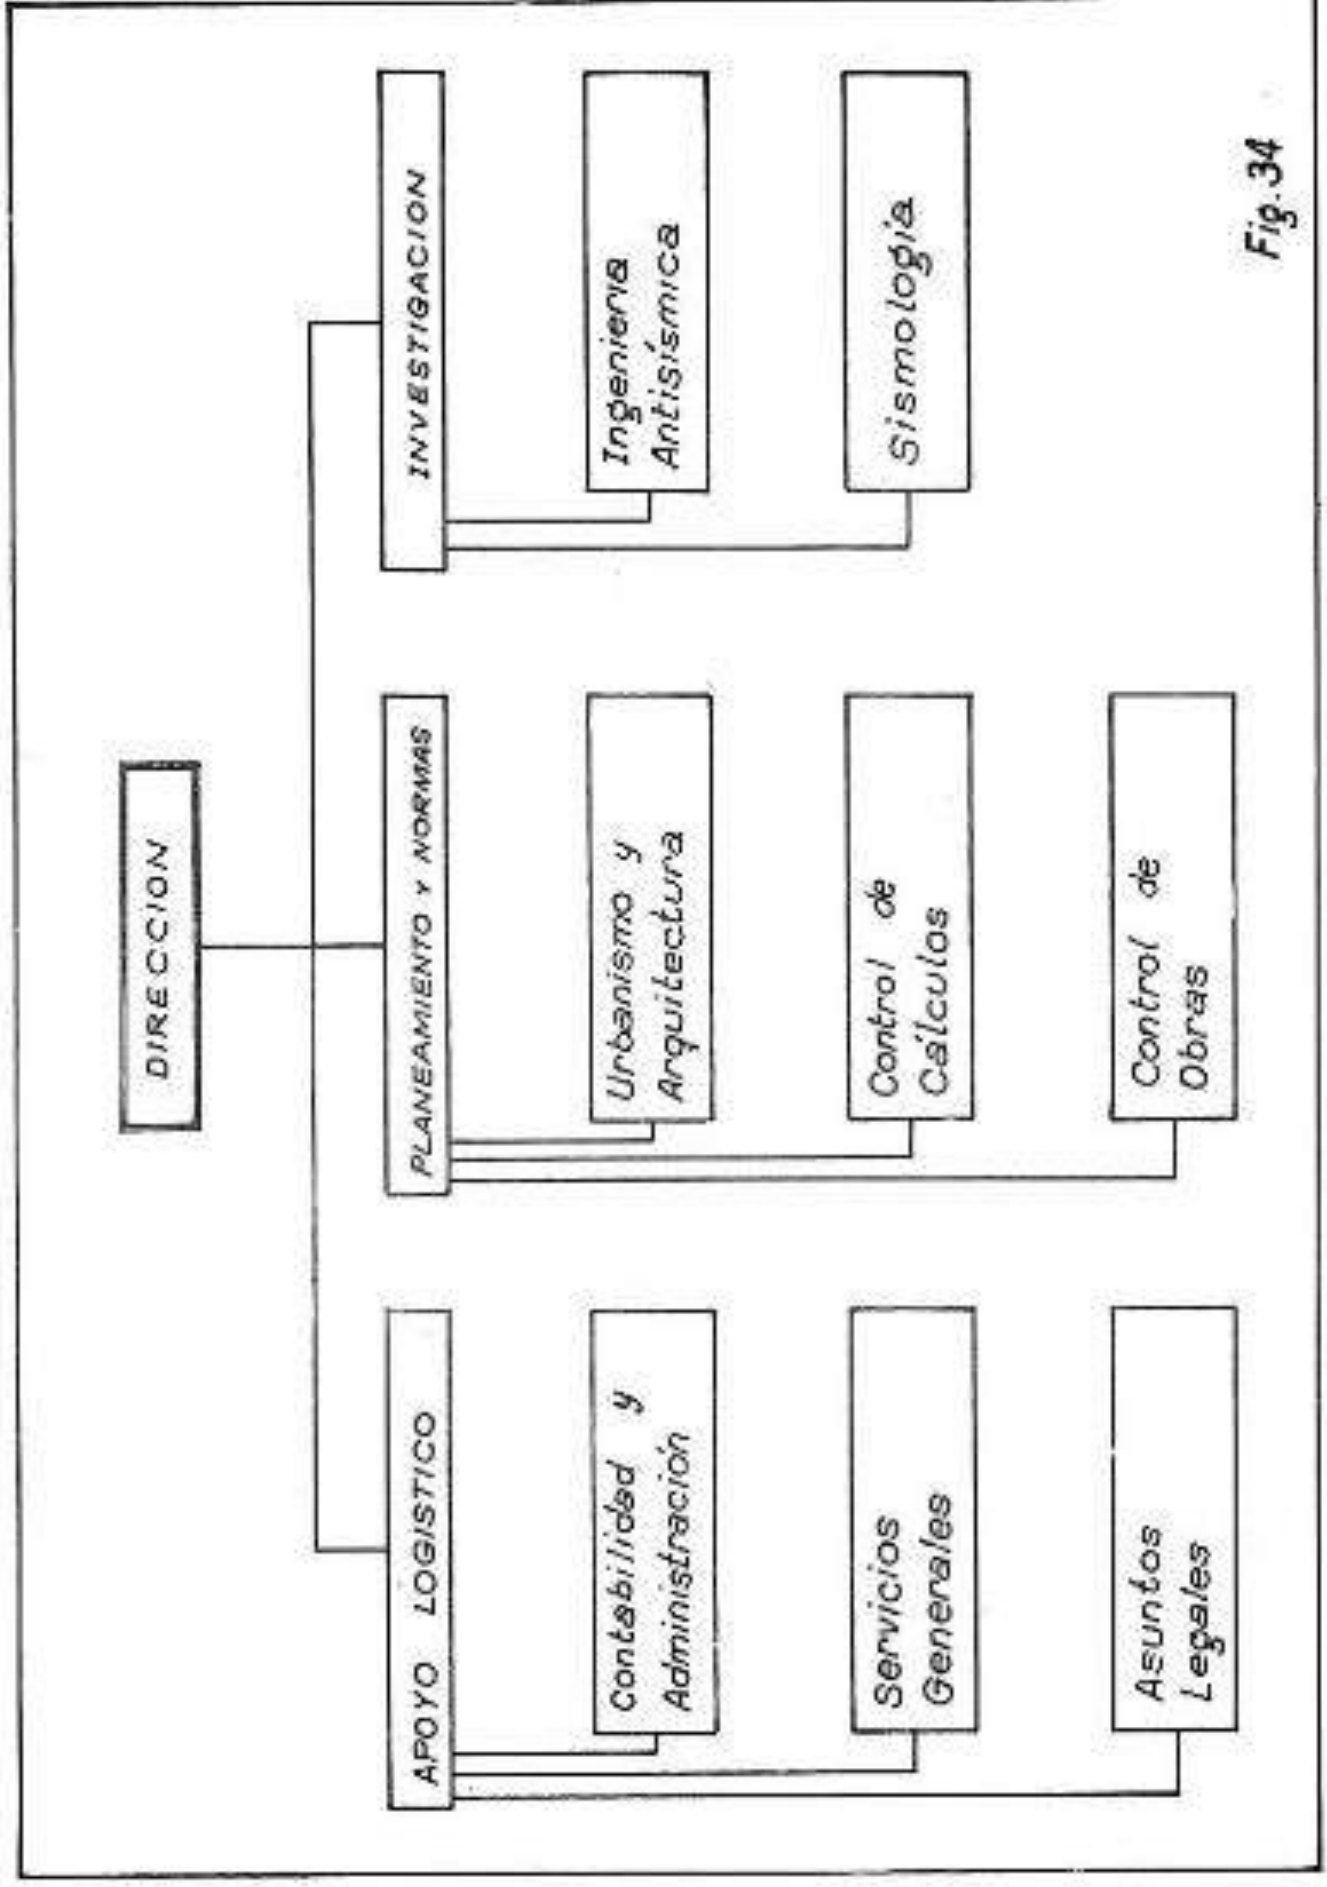 DIRECCION
APOYO LOGISTICO
Contabilidad y
Administración
Servicios
Generales
Asuntos
Legales
PLANEAMIENTO Y NORMAS
Urbanismo y
Arquitectura
Control de
Cálculos
Control de
Obras
INVESTIGACION
Ingenieria
Antisísmica
Sismología
Fig. 34